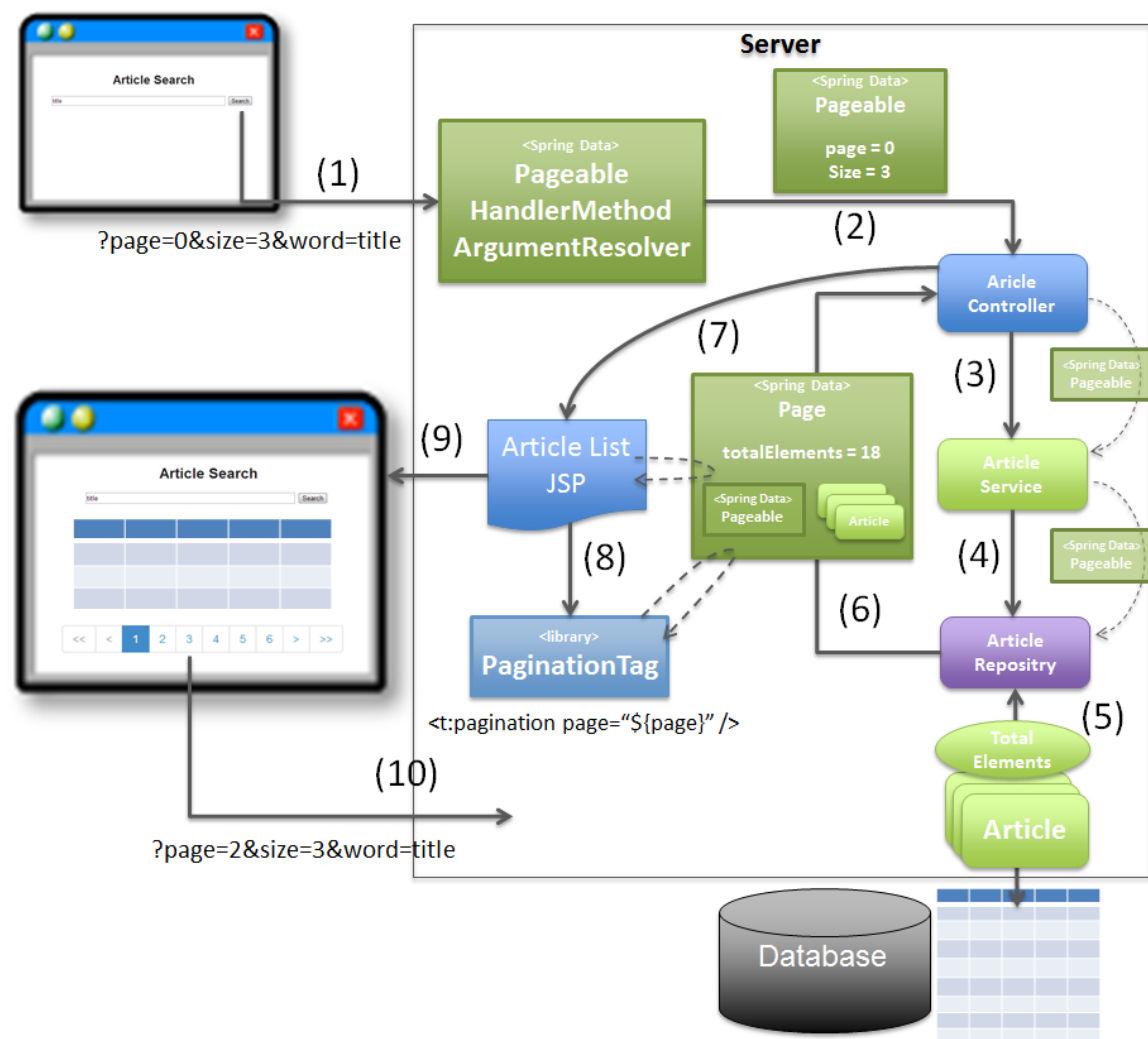 Server
Article Search
title
Search
(1)
?page=0&size=3&word=title
<Spring Data>
Pageable
HandlerMethod
ArgumentResolver
<Spring Data>
Pageable
page = 0
Size = 3
(2)
Aricle
Controller
(7)
(3)
<Spring Data>
Pageable
<Spring Data>
Page
totalElements = 18
<Spring Data>
Pageable
Article
Article List
JSP
(9)
Article
Service
Article Search
title
Search
<< < 1 2 3 4 5 6 > >>
(8)
(4)
<Spring Data>
Pageable
(6)
<library>
PaginationTag
<t:pagination page=“${page}” />
Article
Repositry
(5)
Total
Elements
Article
(10)
?page=2&size=3&word=title
Database